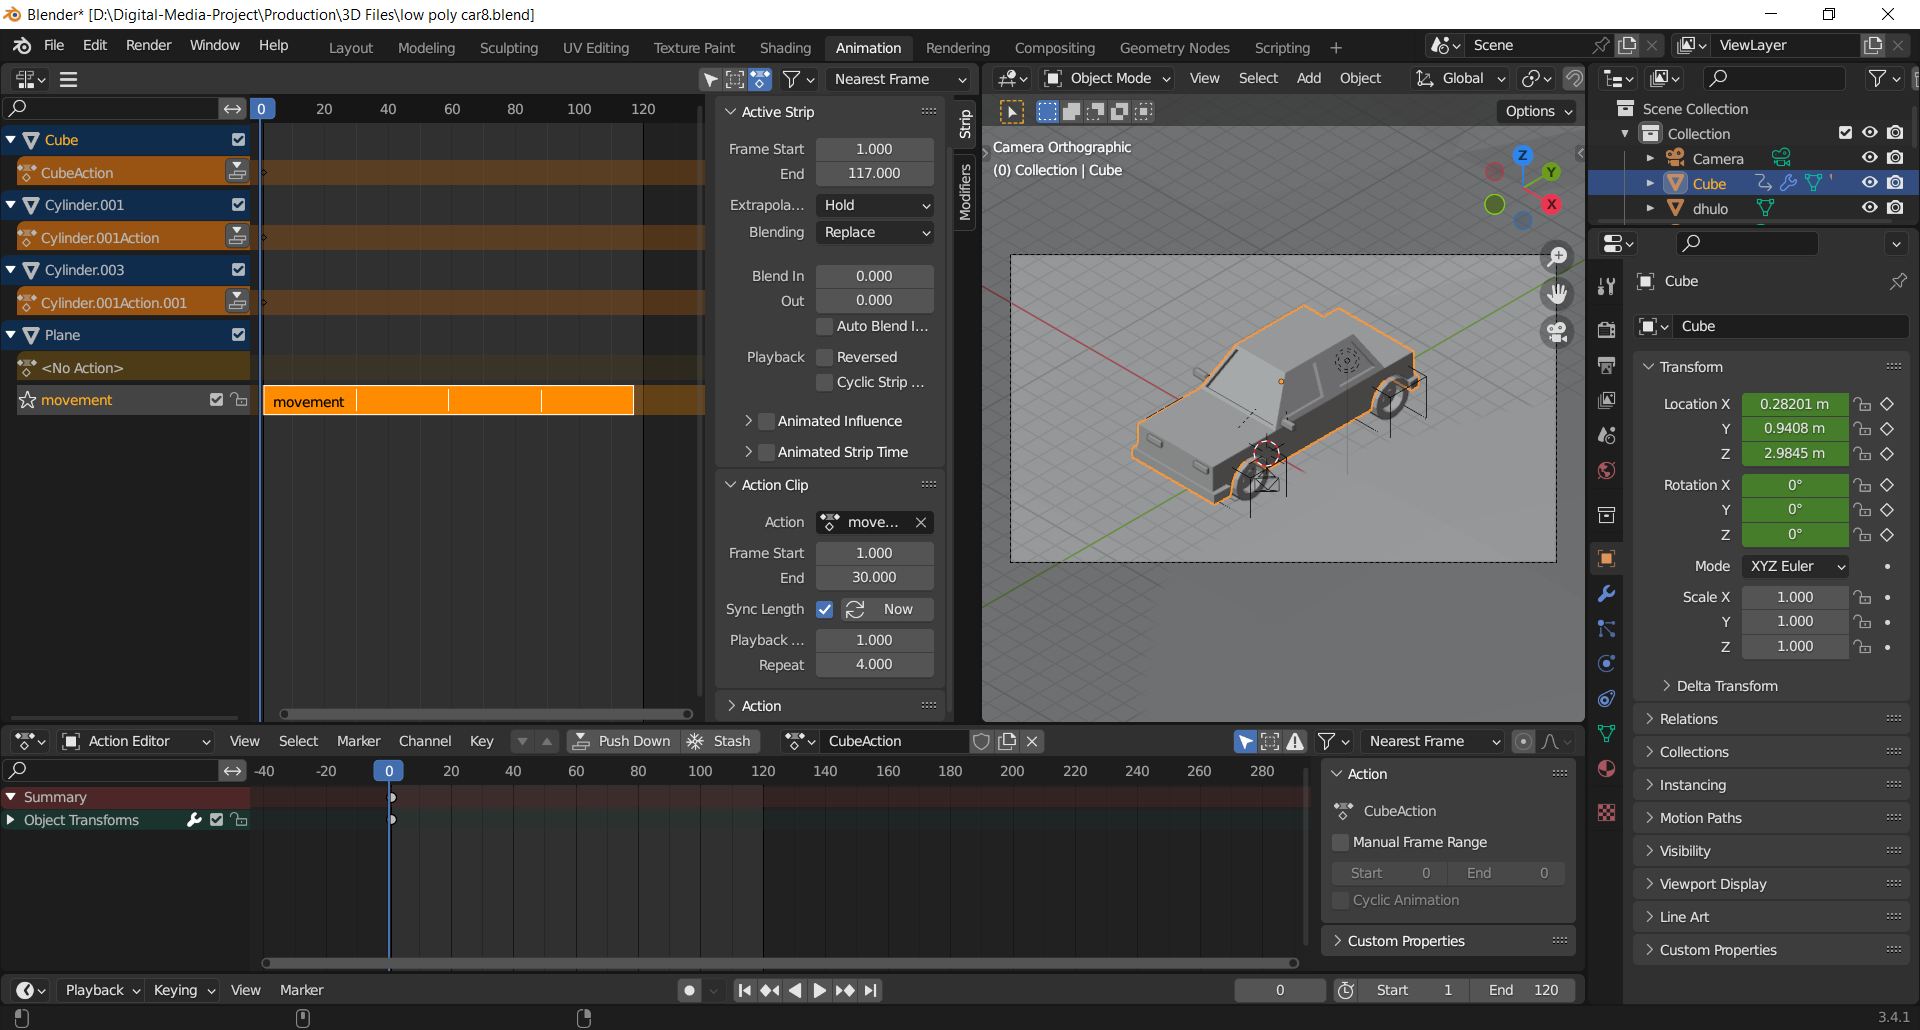 Blender* [D:\Digital-Media-Project\Production\3D Files\low poly car8.blend]
File Edit Render Window Help Layout Modeling Sculpting UV Editing Texture Paint Shading Animation Rendering Compositing Geometry Nodes Scripting + Scene ViewLayer
Nearest Frame
0 20 40 60 80 100 120
Cube
CubeAction
Cylinder.001
Cylinder.001Action
Cylinder.003
Cylinder.001Action.001
Plane
<No Action>
movement
movement
Active Strip
Frame Start 1.000
End 117.000
Extrapola... Hold
Blending Replace
Blend In 0.000
Out 0.000
Auto Blend I...
Playback Reversed
Cyclic Strip ...
Animated Influence
Animated Strip Time
Action Clip
Action move...
Frame Start 1.000
End 30.000
Sync Length Now
Playback ... 1.000
Repeat 4.000
Action
Strip
Modifiers
Object Mode View Select Add Object Global
Options
Camera Orthographic
(0) Collection | Cube
Z
Y
X
Scene Collection
Collection
Camera
Cube
dhulo
Cube
Cube
Transform
Location X 0.28201 m
Y 0.9408 m
Z 2.9845 m
Rotation X 0°
Y 0°
Z 0°
Mode XYZ Euler
Scale X 1.000
Y 1.000
Z 1.000
Delta Transform
Relations
Collections
Instancing
Motion Paths
Visibility
Viewport Display
Line Art
Custom Properties
Action Editor View Select Marker Channel Key Push Down Stash CubeAction Nearest Frame
-40 -20 0 20 40 60 80 100 120 140 160 180 200 220 240 260 280
Summary
Object Transforms
Action
CubeAction
Manual Frame Range
Start 0 End 0
Cyclic Animation
Custom Properties
Playback Keying View Marker 0 Start 1 End 120
3.4.1